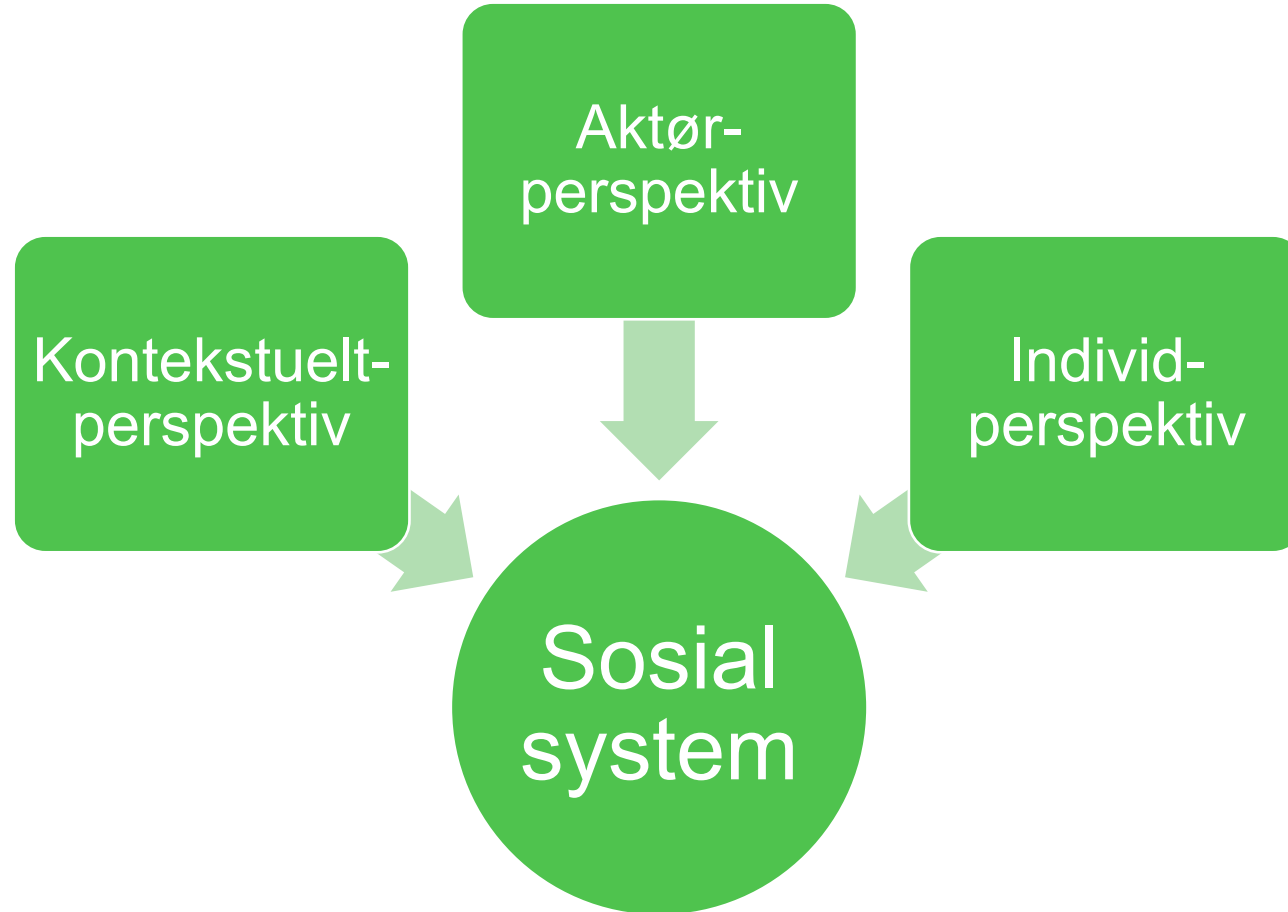 Aktør-
perspektiv
Kontekstuelt-
perspektiv
Individ-
perspektiv
Sosial
system